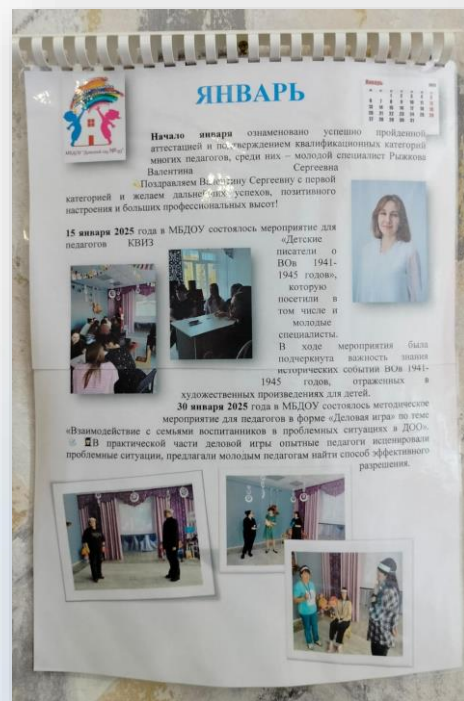 ЯНВАРЬ
Январь
Начало января ознаменовано успешно пройденной
аттестацией и подтверждением квалификационных категорий
многих педагогов, среди них – молодой специалист Рыжкова
Валентина Сергеевна
Поздравляем Валентину Сергеевну с первой
категорией и желаем дальнейших успехов, позитивного
настроения и больших профессиональных высот!
15 января 2025 года в МБДОУ состоялось мероприятие для
педагогов КВИЗ «Детские
писатели о
ВОв 1941-
1945 годов»,
которую
посетили в
том числе и
молодые
специалисты.
В ходе мероприятия была
подчеркнута важность знания
исторических событий ВОв 1941-
1945 годов, отраженных в
художественных произведениях для детей.
30 января 2025 года в МБДОУ состоялось методическое
мероприятие для педагогов в форме «Деловая игра» по теме
«Взаимодействие с семьями воспитанников в проблемных ситуациях в ДОО».
В практической части деловой игры опытные педагоги исценировали
проблемные ситуации, предлагали молодым педагогам найти способ эффективного
разрешения.